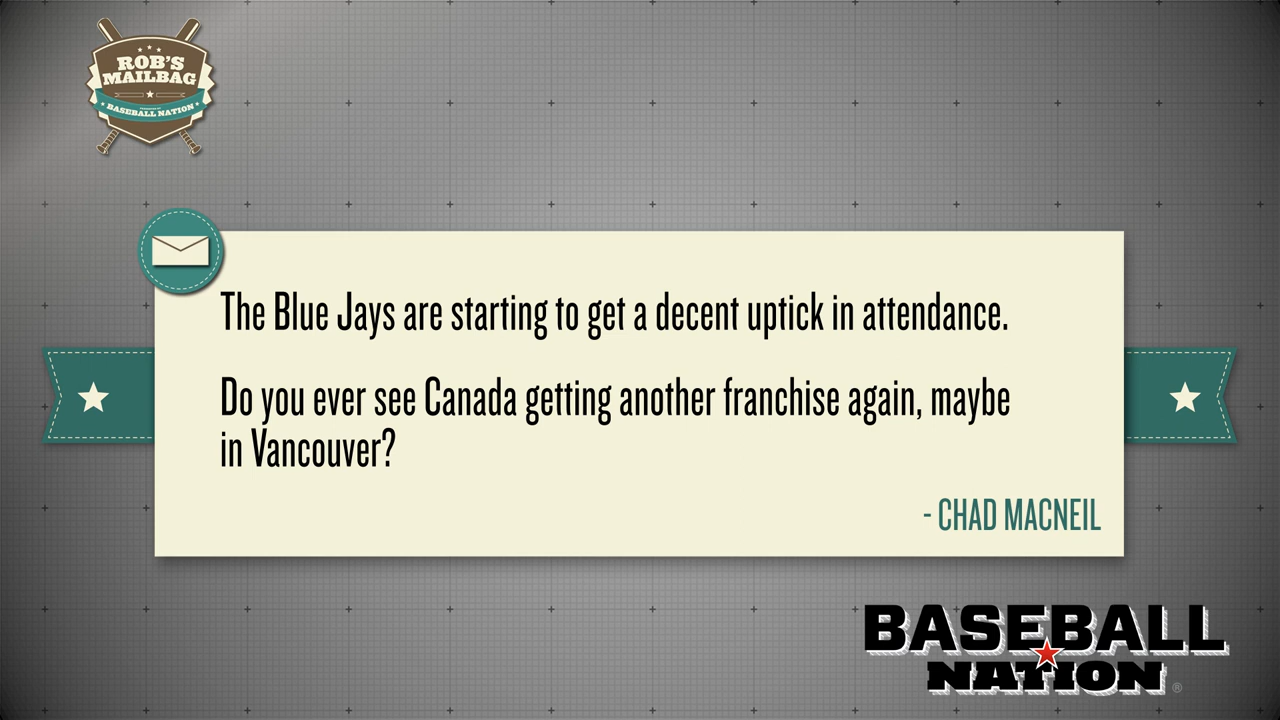 ROB'S
MAILBAG
BASEBALL NATION
The Blue Jays are starting to get a decent uptick in attendance.
Do you ever see Canada getting another franchise again, maybe
in Vancouver?
- CHAD MACNEIL
BASEBALL
NATION ®